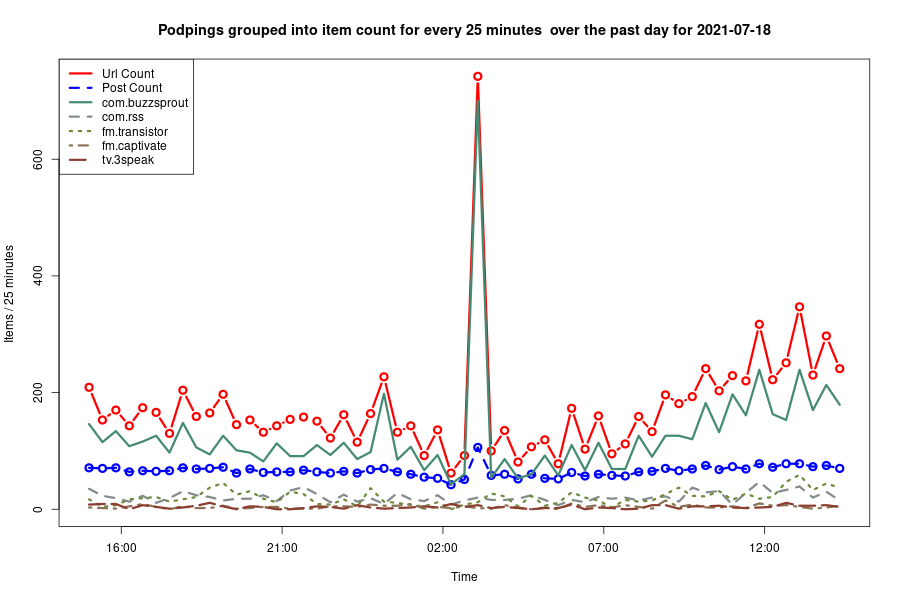 Podpings grouped into item count for every 25 minutes  over the past day for 2021-07-18
Url Count
Post Count
com.buzzsprout
com.rss
fm.transistor
fm.captivate
tv.3speak
Items / 25 minutes
600
400
200
0
16:00 21:00 02:00 07:00 12:00
Time